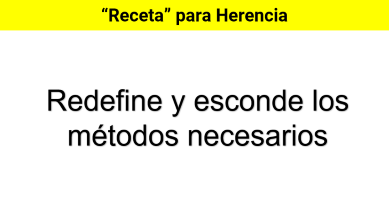 “Receta” para Herencia
Redefine y esconde los
métodos necesarios